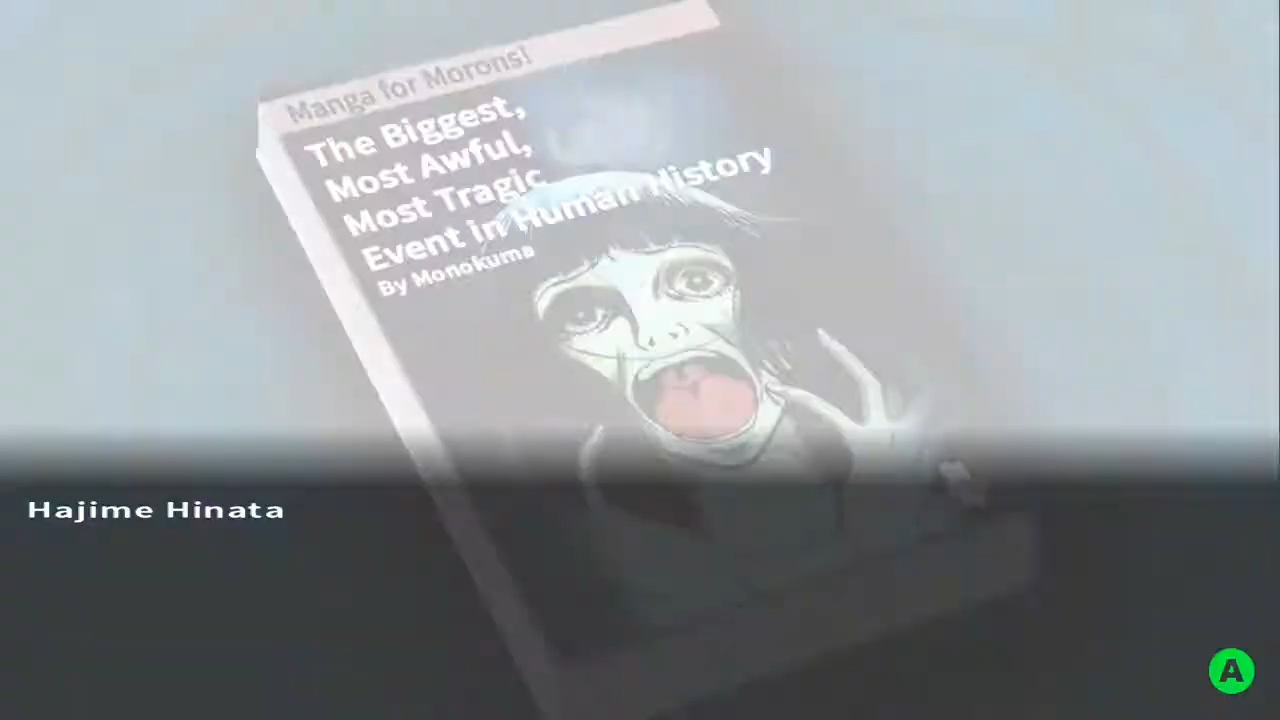 Manga for Morons!
The Biggest,
Most Awful,
Most Tragic
Event in Human History
By Monokuma
Hajime Hinata
A